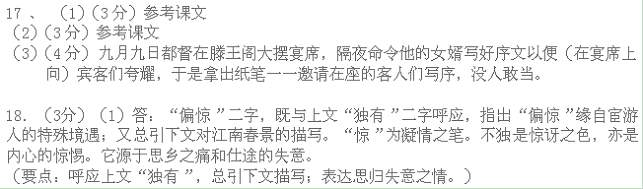 17 、 （1）（3 分）参考课文
（2）（3 分）参考课文
（3）（4 分）九月九日都督在滕王阁大摆宴席，隔夜命令他的女婿写好序文以便（在宴席上
向）宾客们夸耀，于是拿出纸笔一一邀请在座的客人们写序，没人敢当。
18. （3分）（1）答：“偏惊”二字，既与上文“独有 ”二字呼应，指出“偏惊”缘自宦游
人的特殊境遇；又总引下文对江南春景的描写。“惊”为凝情之笔。不独是惊讶之色，亦是
内心的惊惕。它源于思乡之痛和仕途的失意。
（要点：呼应上文“独有 ”，总引下文描写；表达思归失意之情。）